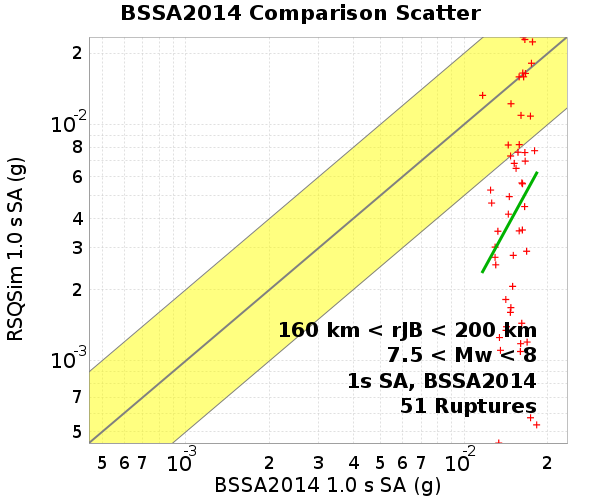 BSSA2014 Comparison Scatter
RSQSim 1.0 s SA (g)
2
10-2
8
6
4
3
2
10-3
7
5
160 km < rJB < 200 km
7.5 < Mw < 8
1s SA, BSSA2014
51 Ruptures
5 6 7 10-3 2 3 4 5 6 7 10-2 2
BSSA2014 1.0 s SA (g)